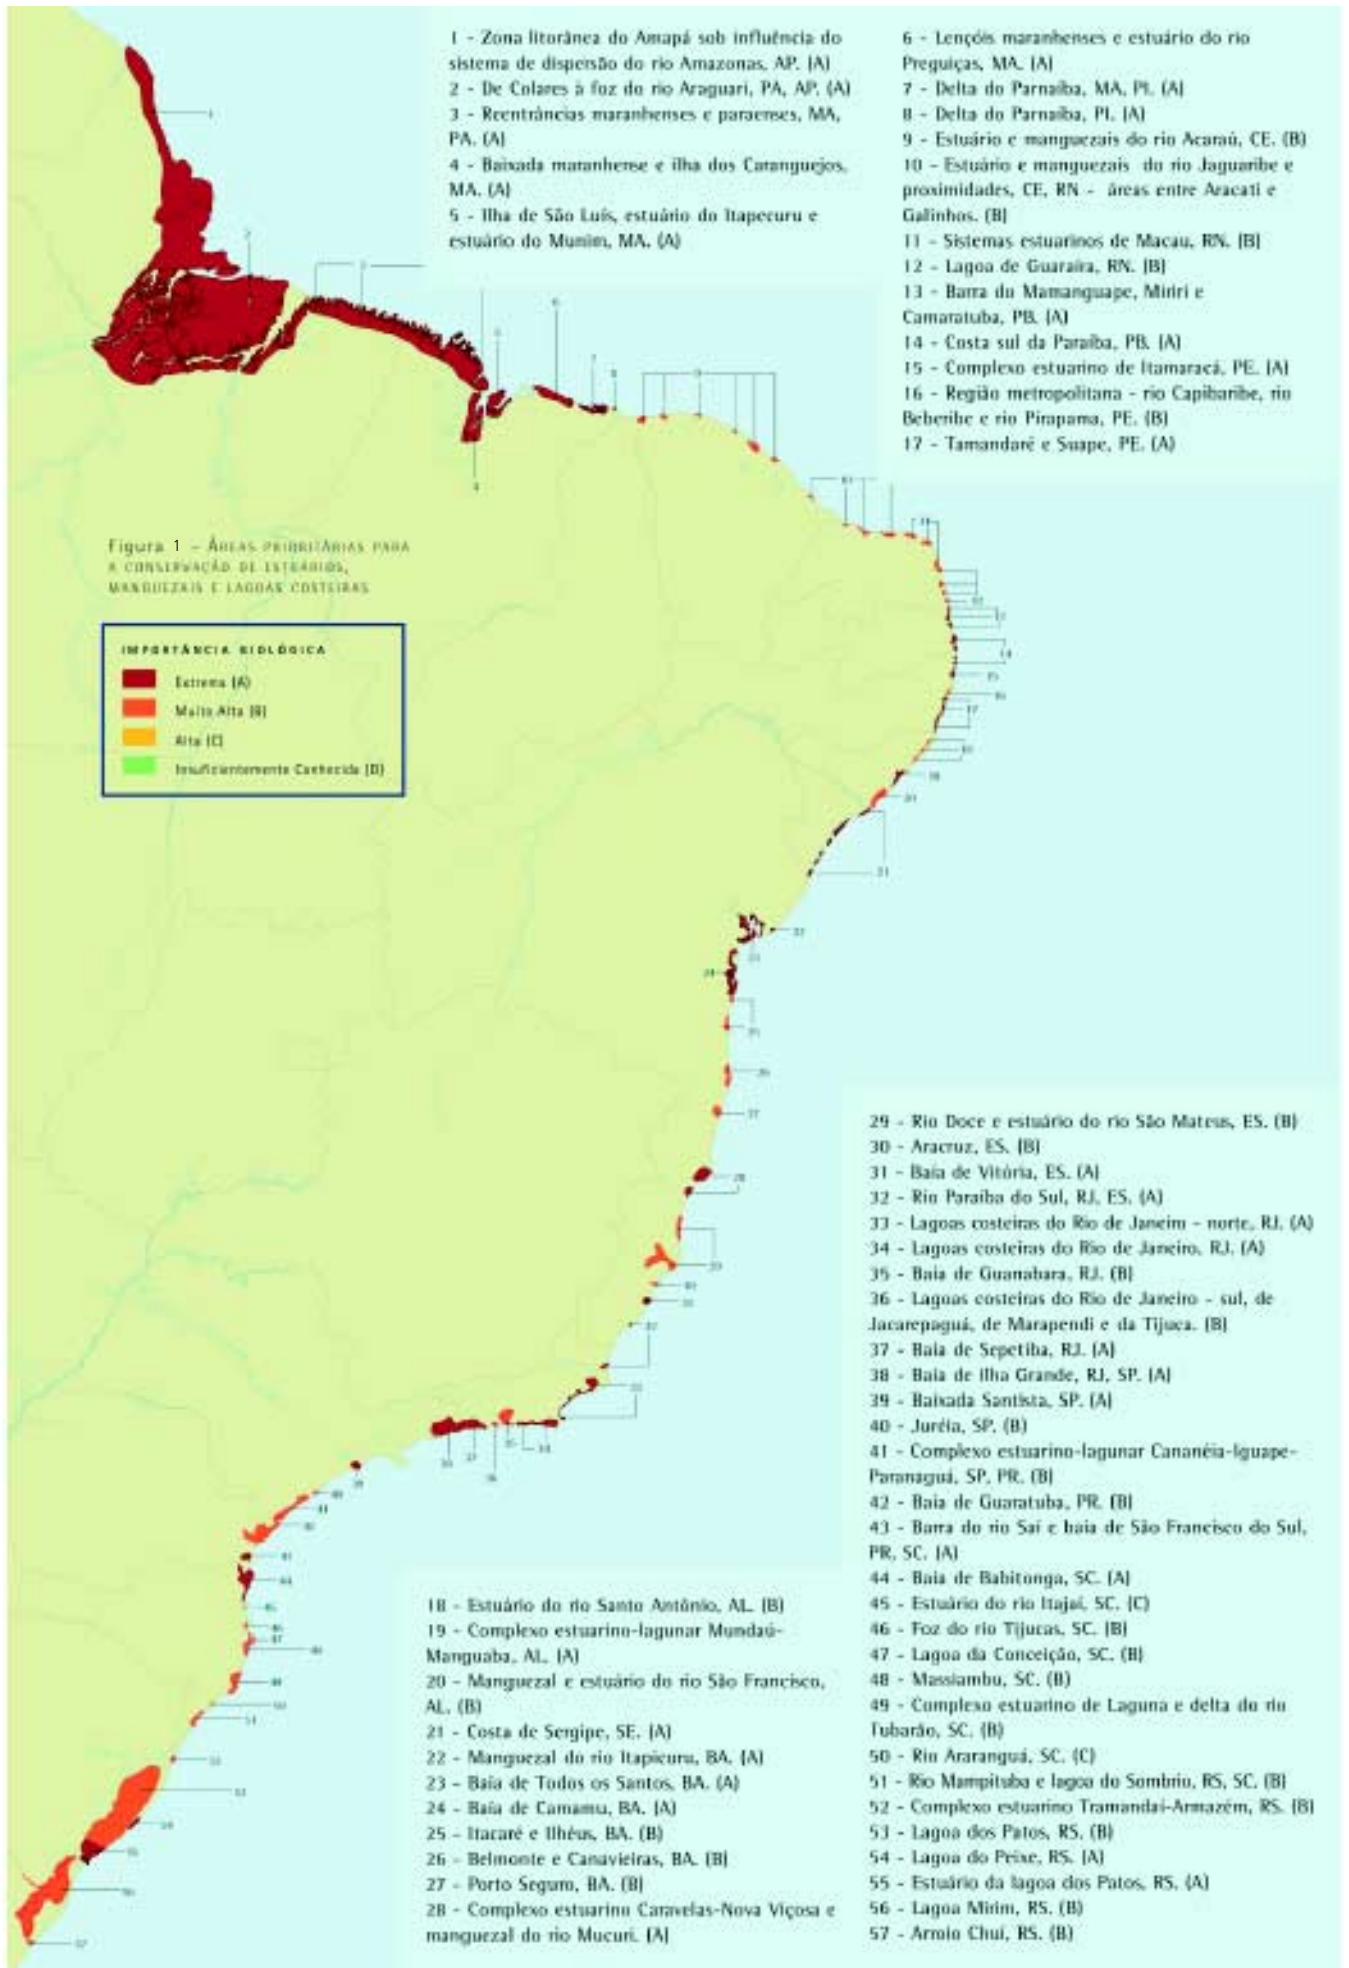 1 - Zona litorânea do Amapá sob influência do
sistema de dispersão do rio Amazonas, AP. (A)
2 - De Colares à foz do rio Araguari, PA, AP. (A)
3 - Reentrâncias maranhenses e paraenses, MA,
PA. (A)
4 - Baixada maranhense e ilha dos Caranguejos,
MA. (A)
5 - Ilha de São Luís, estuário do Itapecuru e
estuário do Munim, MA. (A)
6 - Lençóis maranhenses e estuário do rio
Preguiças, MA. (A)
7 - Delta do Parnaíba, MA, PI. (A)
8 - Delta do Parnaíba, PI. (A)
9 - Estuário e manguezais do rio Acaraú, CE. (B)
10 - Estuário e manguezais do rio Jaguaribe e
proximidades, CE, RN - áreas entre Aracati e
Galinhos. (B)
11 - Sistemas estuarinos de Macau, RN. (B)
12 - Lagoa de Guaraíra, RN. (B)
13 - Barra do Mamanguape, Miriri e
Camaratuba, PB. (A)
14 - Costa sul da Paraíba, PB. (A)
15 - Complexo estuarino de Itamaracá, PE. (A)
16 - Região metropolitana - rio Capibaribe, rio
Beberibe e rio Pirapama, PE. (B)
17 - Tamandaré e Suape, PE. (A)
Figura 1 - ÁREAS PRIORITÁRIAS PARA
A CONSERVAÇÃO DE ESTUÁRIOS,
MANGUEZAIS E LAGOAS COSTEIRAS
IMPORTÂNCIA BIOLÓGICA
Extrema (A)
Muito Alta (B)
Alta (C)
Insuficientemente Conhecida (D)
18 - Estuário do rio Santo Antônio, AL. (B)
19 - Complexo estuarino-lagunar Mundaú-
Manguaba, AL. (A)
20 - Manguezal e estuário do rio São Francisco,
AL. (B)
21 - Costa de Sergipe, SE. (A)
22 - Manguezal do rio Itapicuru, BA. (A)
23 - Baía de Todos os Santos, BA. (A)
24 - Baía de Camamu, BA. (A)
25 - Itacaré e Ilhéus, BA. (B)
26 - Belmonte e Canavieiras, BA. (B)
27 - Porto Seguro, BA. (B)
28 - Complexo estuarino Caravelas-Nova Viçosa e
manguezal do rio Mucuri. (A)
29 - Rio Doce e estuário do rio São Mateus, ES. (B)
30 - Aracruz, ES. (B)
31 - Baía de Vitória, ES. (A)
32 - Rio Paraíba do Sul, RJ, ES. (A)
33 - Lagoas costeiras do Rio de Janeiro - norte, RJ. (A)
34 - Lagoas costeiras do Rio de Janeiro, RJ. (A)
35 - Baía de Guanabara, RJ. (B)
36 - Lagoas costeiras do Rio de Janeiro - sul, de
Jacarepaguá, de Marapendi e da Tijuca. (B)
37 - Baía de Sepetiba, RJ. (A)
38 - Baía de Ilha Grande, RJ, SP. (A)
39 - Baixada Santista, SP. (A)
40 - Juréia, SP. (B)
41 - Complexo estuarino-lagunar Cananéia-Iguape-
Paranaguá, SP, PR. (B)
42 - Baía de Guaratuba, PR. (B)
43 - Barra do rio Saí e baía de São Francisco do Sul,
PR, SC. (A)
44 - Baía de Babitonga, SC. (A)
45 - Estuário do rio Itajaí, SC. (C)
46 - Foz do rio Tijucas, SC. (B)
47 - Lagoa da Conceição, SC. (B)
48 - Massiambu, SC. (B)
49 - Complexo estuarino de Laguna e delta do rio
Tubarão, SC. (B)
50 - Rio Araranguá, SC. (C)
51 - Rio Mampituba e lagoa do Sombrio, RS, SC. (B)
52 - Complexo estuarino Tramandaí-Armazém, RS. (B)
53 - Lagoa dos Patos, RS. (B)
54 - Lagoa do Peixe, RS. (A)
55 - Estuário da lagoa dos Patos, RS. (A)
56 - Lagoa Mirim, RS. (B)
57 - Arroio Chuí, RS. (B)